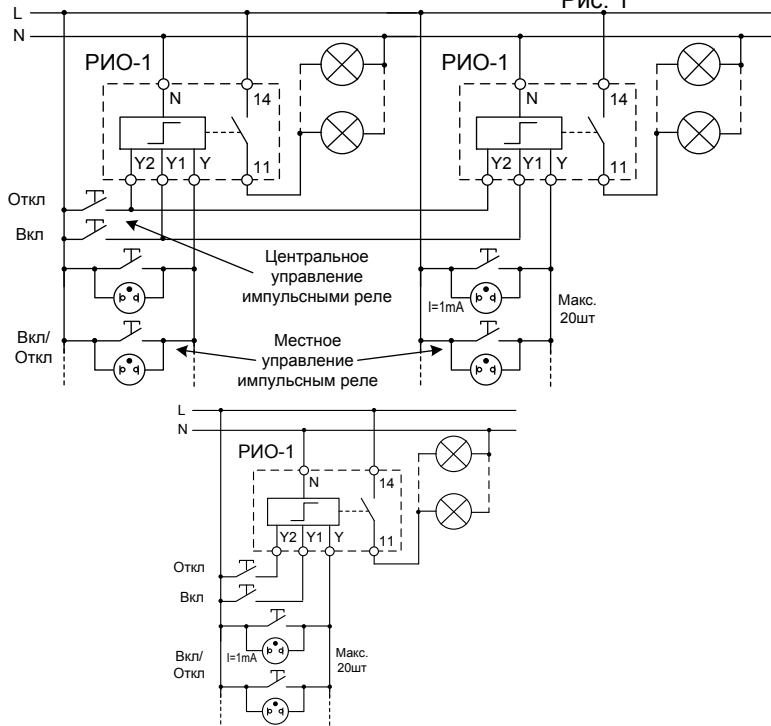 Рис. 1
L
N
РИО-1
РИО-1
N
14
N
14
Y2 Y1 Y
11
Y2 Y1 Y
11
Откл
Вкл
Центральное
управление
импульсными реле
I=1mA
Макс.
20шт
Вкл/
Откл
Местное
управление
импульсным реле
L
N
РИО-1
N
14
Y2 Y1 Y
11
Откл
Вкл
I=1mA
Макс.
20шт
Вкл/
Откл